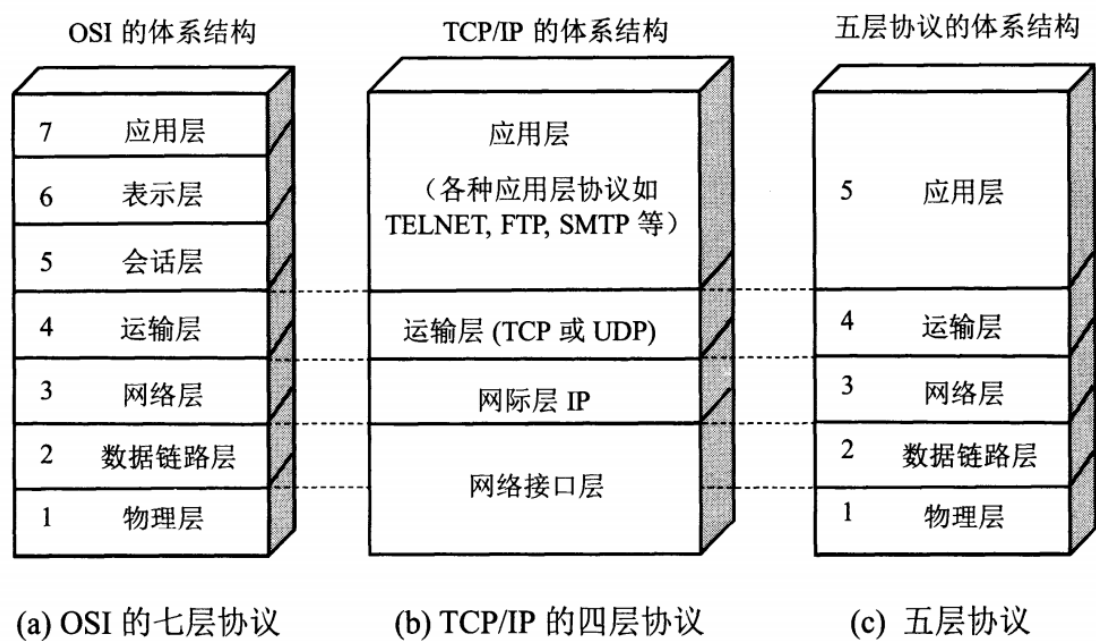 OSI 的体系结构
7 应用层
6 表示层
5 会话层
4 运输层
3 网络层
2 数据链路层
1 物理层
(a) OSI 的七层协议
TCP/IP 的体系结构
应用层
（各种应用层协议如
TELNET, FTP, SMTP 等）
运输层 (TCP 或 UDP)
网际层 IP
网络接口层
(b) TCP/IP 的四层协议
五层协议的体系结构
5 应用层
4 运输层
3 网络层
2 数据链路层
1 物理层
(c) 五层协议